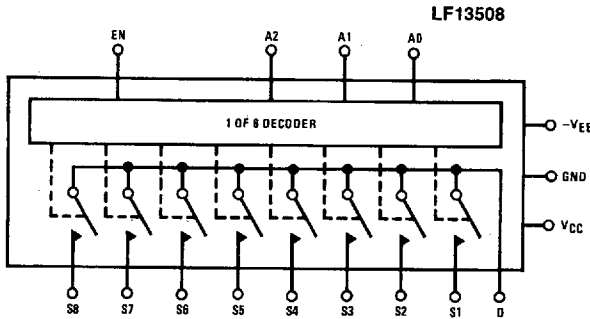 LF13508
EN A2 A1 A0
1 OF 8 DECODER
-VEE
GND
VCC
S8 S7 S6 S5 S4 S3 S2 S1 D